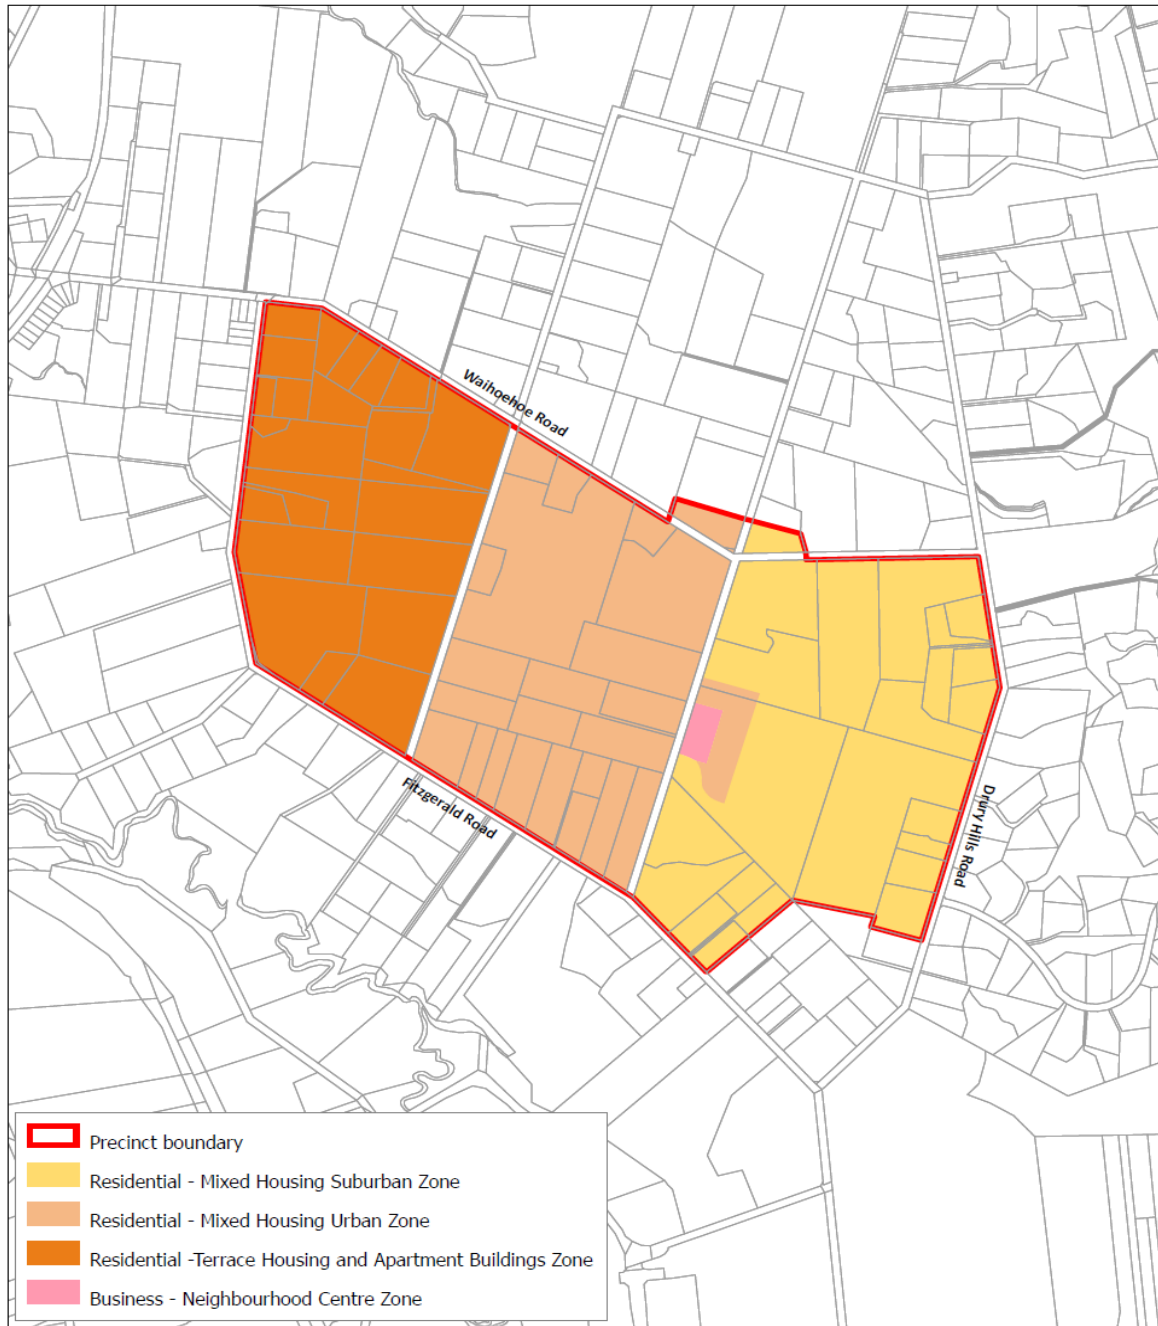 Waihoehoe Road
Fitzgerald Road
Drury Hills Road
Precinct boundary
Residential - Mixed Housing Suburban Zone
Residential - Mixed Housing Urban Zone
Residential -Terrace Housing and Apartment Buildings Zone
Business - Neighbourhood Centre Zone